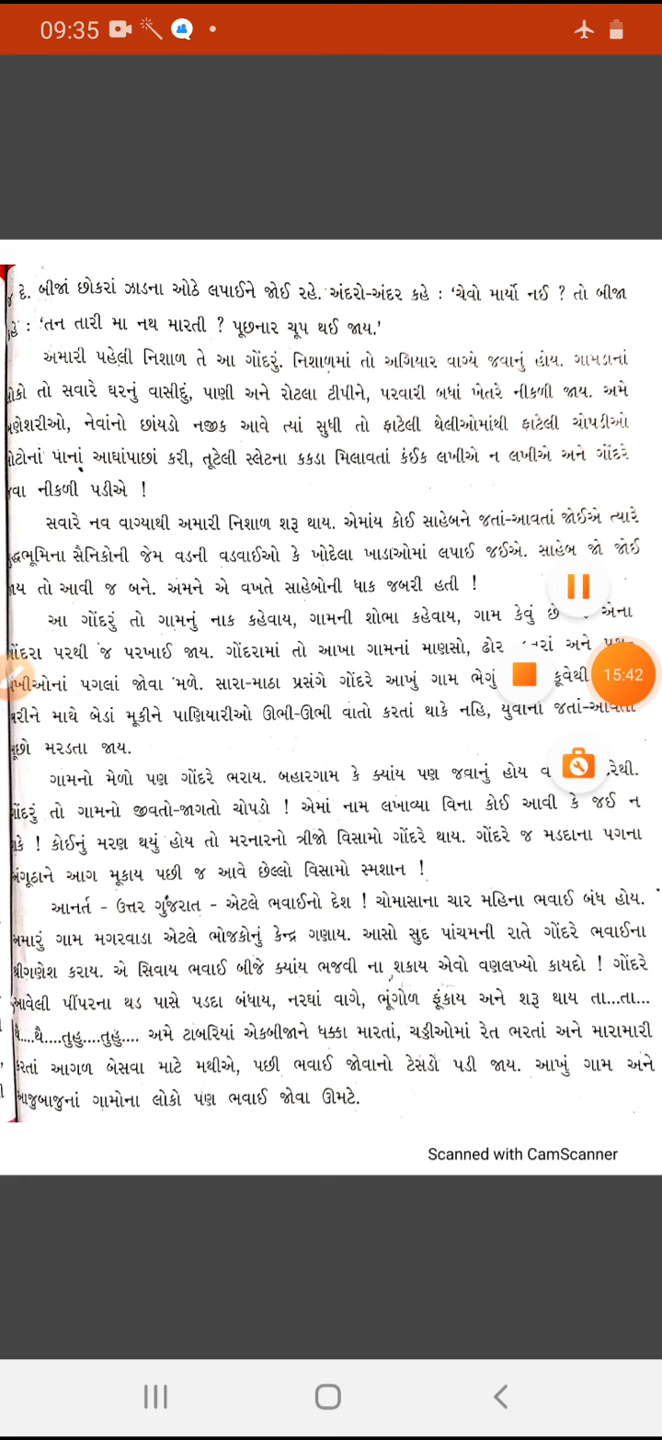 09:35
દે. બીજાં છોકરાં ઝાડના ઓઠે લપાઈને જોઈ રહે. અંદરો-અંદર કહે : ‘ચેવો માર્યો નઈ ? તો બીજા
: ‘તન તારી મા નથ મારતી ? પૂછનાર ચૂપ થઈ જાય.’
અમારી પહેલી નિશાળ તે આ ગોંદરું. નિશાળમાં તો અગિયાર વાગ્યે જવાનું હોય. ગામડાનાં
તો સવારે ઘરનું વાસીદું, પાણી અને રોટલા ટીપીને, પરવારી બધાં ખેતરે નીકળી જાય. અમે
નેવાંનો છાંયડો નજીક આવે ત્યાં સુધી તો ફાટેલી થેલીઓમાંથી ફાટેલી ચોપડીઓ
પાનાં આઘાંપાછાં કરી, તૂટેલી સ્લેટના કકડા મિલાવતાં કંઈક લખીએ ન લખીએ અને ગોંદરે
નીકળી પડીએ !
સવારે નવ વાગ્યાથી અમારી નિશાળ શરૂ થાય. એમાંય કોઈ સાહેબને જતાં-આવતાં જોઈએ ત્યારે
સૈનિકોની જેમ વડની વડવાઈઓ કે ખોદેલા ખાડાઓમાં લપાઈ જઈએ. સાહેબ જો જોઈ
તો આવી જ બને. અમને એ વખતે સાહેબોની ધાક જબરી હતી !
આ ગોંદરું તો ગામનું નાક કહેવાય, ગામની શોભા કહેવાય, ગામ કેવું છે એના
પરથી જ પરખાઈ જાય. ગોંદરામાં તો આખા ગામનાં માણસો, ઢોર અને
પગલાં જોવા મળે. સારા-માઠા પ્રસંગે ગોંદરે આખું ગામ ભેગું કૂવેથી 15:42
માથે બેડાં મૂકીને પાણિયારીઓ ઊભી-ઊભી વાતો કરતાં થાકે નહિ, યુવાનો જતાં-આવતાં
મરડતા જાય.
ગામનો મેળો પણ ગોંદરે ભરાય. બહારગામ કે ક્યાંય પણ જવાનું હોય
તો ગામનો જીવતો-જાગતો ચોપડો ! એમાં નામ લખાવ્યા વિના કોઈ આવી કે જઈ ન
! કોઈનું મરણ થયું હોય તો મરનારનો ત્રીજો વિસામો ગોંદરે થાય. ગોંદરે જ મડદાના પગના
આગ મૂકાય પછી જ આવે છેલ્લો વિસામો સ્મશાન !
આનર્ત - ઉત્તર ગુજરાત - એટલે ભવાઈનો દેશ ! ચોમાસાના ચાર મહિના ભવાઈ બંધ હોય.
અમારું ગામ મગરવાડા એટલે ભોજકોનું કેન્દ્ર ગણાય. આસો સુદ પાંચમની રાતે ગોંદરે ભવાઈના
શ્રીગણેશ કરાય. એ સિવાય ભવાઈ બીજે ક્યાંય ભજવી ના શકાય એવો વણલખ્યો કાયદો ! ગોંદરે
આવેલી પીંપરના થડ પાસે પડદા બંધાય, નરઘાં વાગે, ભૂંગોળ ફૂંકાય અને શરૂ થાય તા...તા...
થૈ....થૈ....તુહુ....તુહુ.... અમે ટાબરિયાં એકબીજાને ધક્કા મારતાં, ચડ્ડીઓમાં રેત ભરતાં અને મારામારી
કરતાં આગળ બેસવા માટે મથીએ, પછી ભવાઈ જોવાનો ટેસડો પડી જાય. આખું ગામ અને
આજુબાજુનાં ગામોના લોકો પણ ભવાઈ જોવા ઊમટે.
Scanned with CamScanner